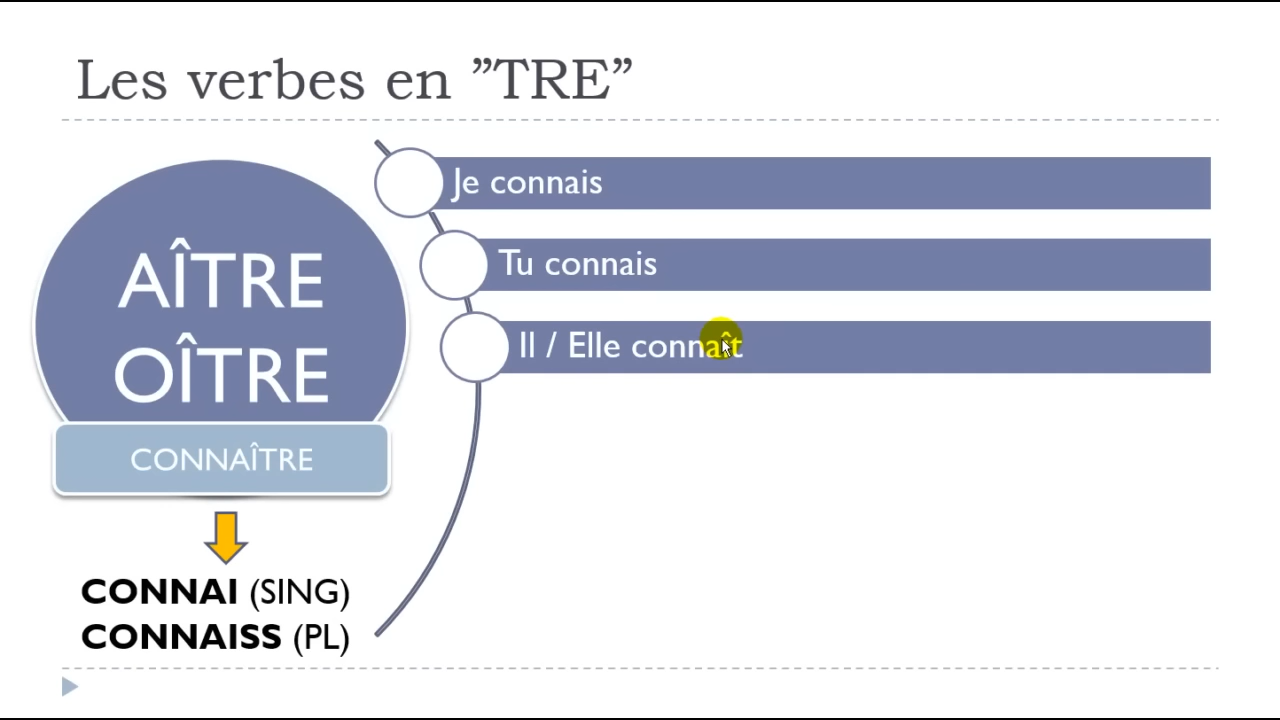 Les verbes en ”TRE”
AÎTRE
OÎTRE
CONNAÎTRE
CONNAI (SING)
CONNAISS (PL)
Je connais
Tu connais
Il / Elle connaît